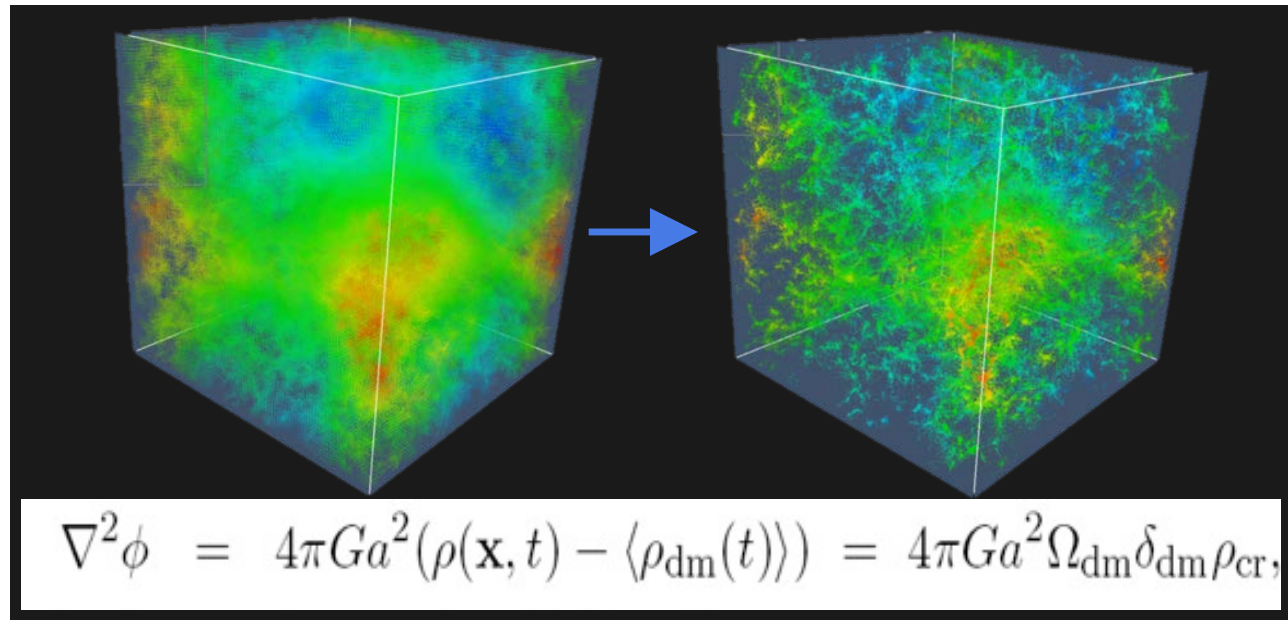 ∇²φ = 4πGa²(ρ(x, t) − ⟨ρ_dm(t)⟩) = 4πGa²Ω_dm δ_dm ρ_cr,